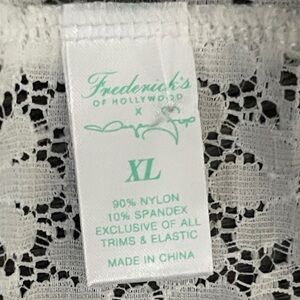 Frederick's
OF HOLLYWOOD
X
XL
90% NYLON
10% SPANDEX
EXCLUSIVE OF ALL
TRIMS & ELASTIC
MADE IN CHINA